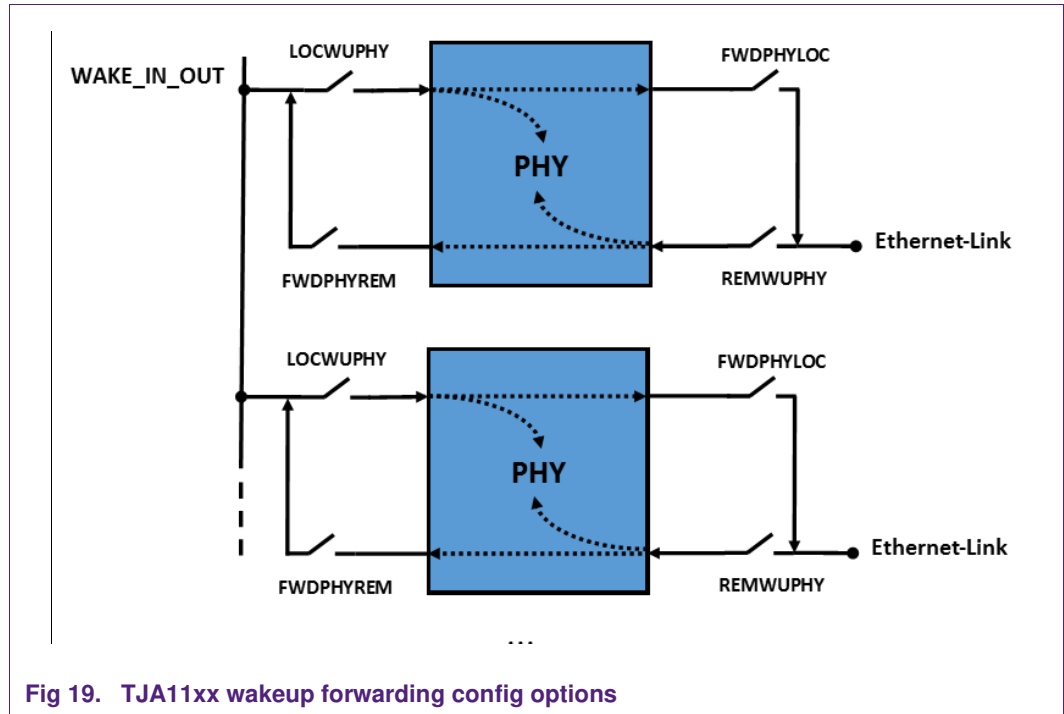 LOCWUPHY
FWDPHYLOC
WAKE_IN_OUT
PHY
Ethernet-Link
FWDPHYREM
REMWUPHY
LOCWUPHY
FWDPHYLOC
PHY
Ethernet-Link
FWDPHYREM
REMWUPHY
...
Fig 19. TJA11xx wakeup forwarding config options